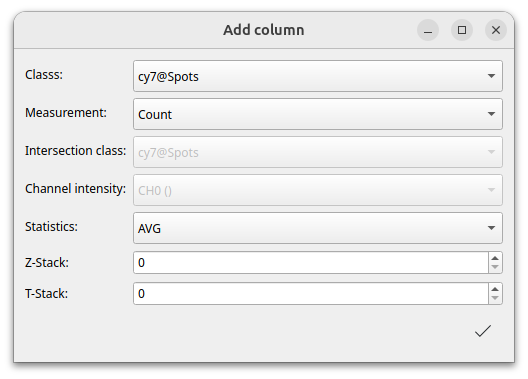 Add column
Classs: cy7@Spots
Measurement: Count
Intersection class: cy7@Spots
Channel intensity: CH0 ()
Statistics: AVG
Z-Stack: 0
T-Stack: 0